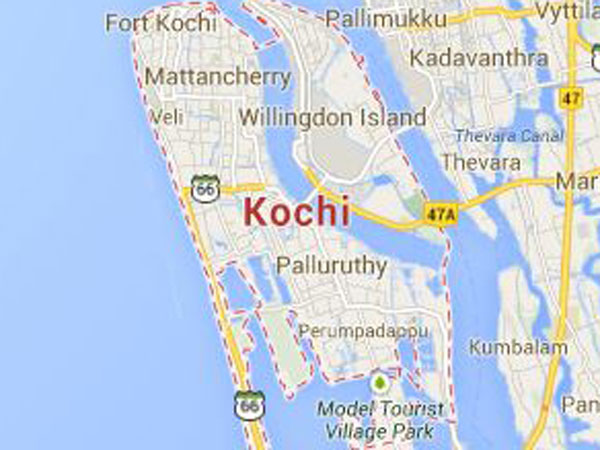 Fort Kochi
Pallimukku
Vyttila
Kadavanthra
Mattancherry
47
Veli
Willingdon Island
Thevara Canal
Thevara
66
Mar
Kochi
47A
Palluruthy
Perumpadappu
Kumbalam
66
Model Tourist
Village Park
Pan